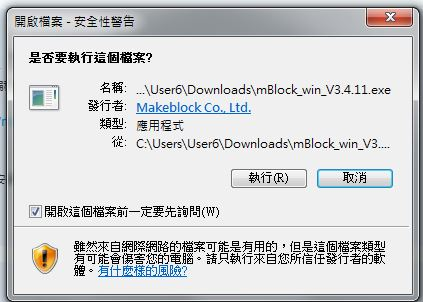 開啟檔案 - 安全性警告
是否要執行這個檔案?
名稱: ...\User6\Downloads\mBlock_win_V3.4.11.exe
發行者: Makeblock Co., Ltd.
類型: 應用程式
從: C:\Users\User6\Downloads\mBlock_win_V3....
執行(R) 取消
開啟這個檔案前一定要先詢問(W)
雖然來自網際網路的檔案可能是有用的，但是這個檔案類型
有可能會傷害您的電腦。請只執行來自您所信任發行者的軟
體。有什麼樣的風險?